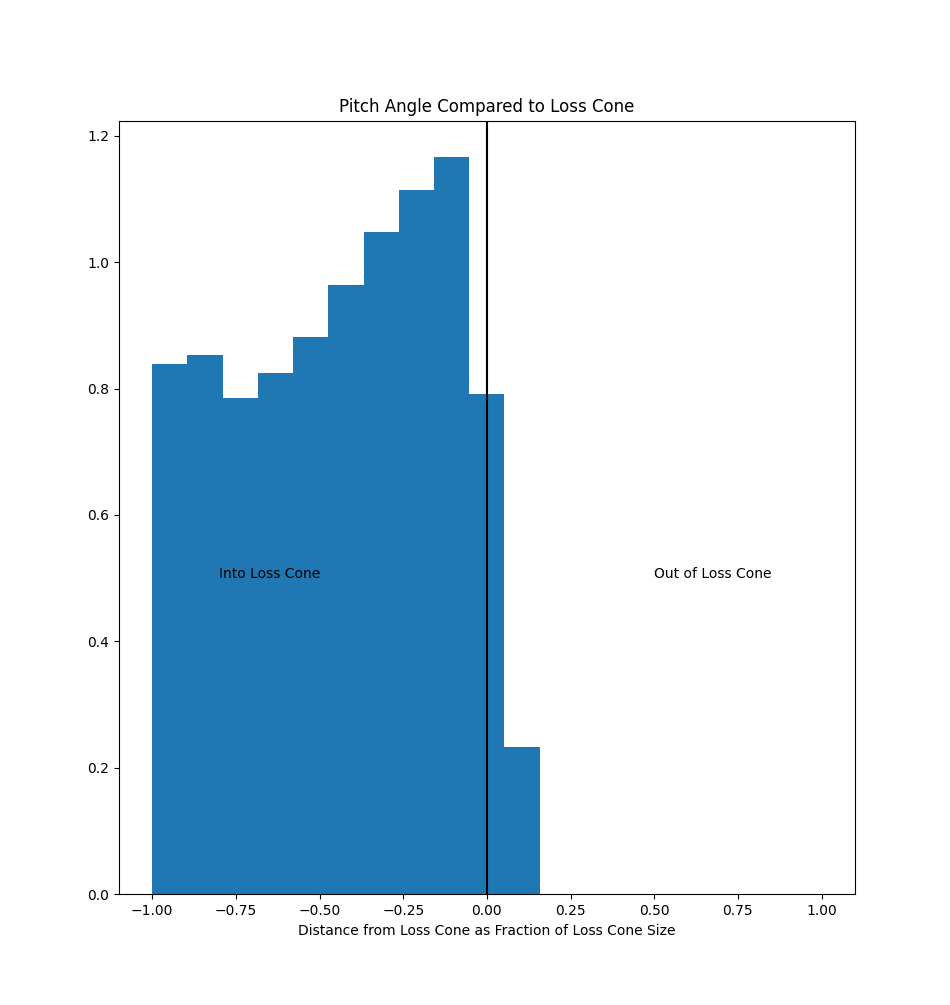 Pitch Angle Compared to Loss Cone
1.2
1.0
0.8
0.6
Into Loss Cone
Out of Loss Cone
0.4
0.2
0.0
−1.00 −0.75 −0.50 −0.25 0.00 0.25 0.50 0.75 1.00
Distance from Loss Cone as Fraction of Loss Cone Size